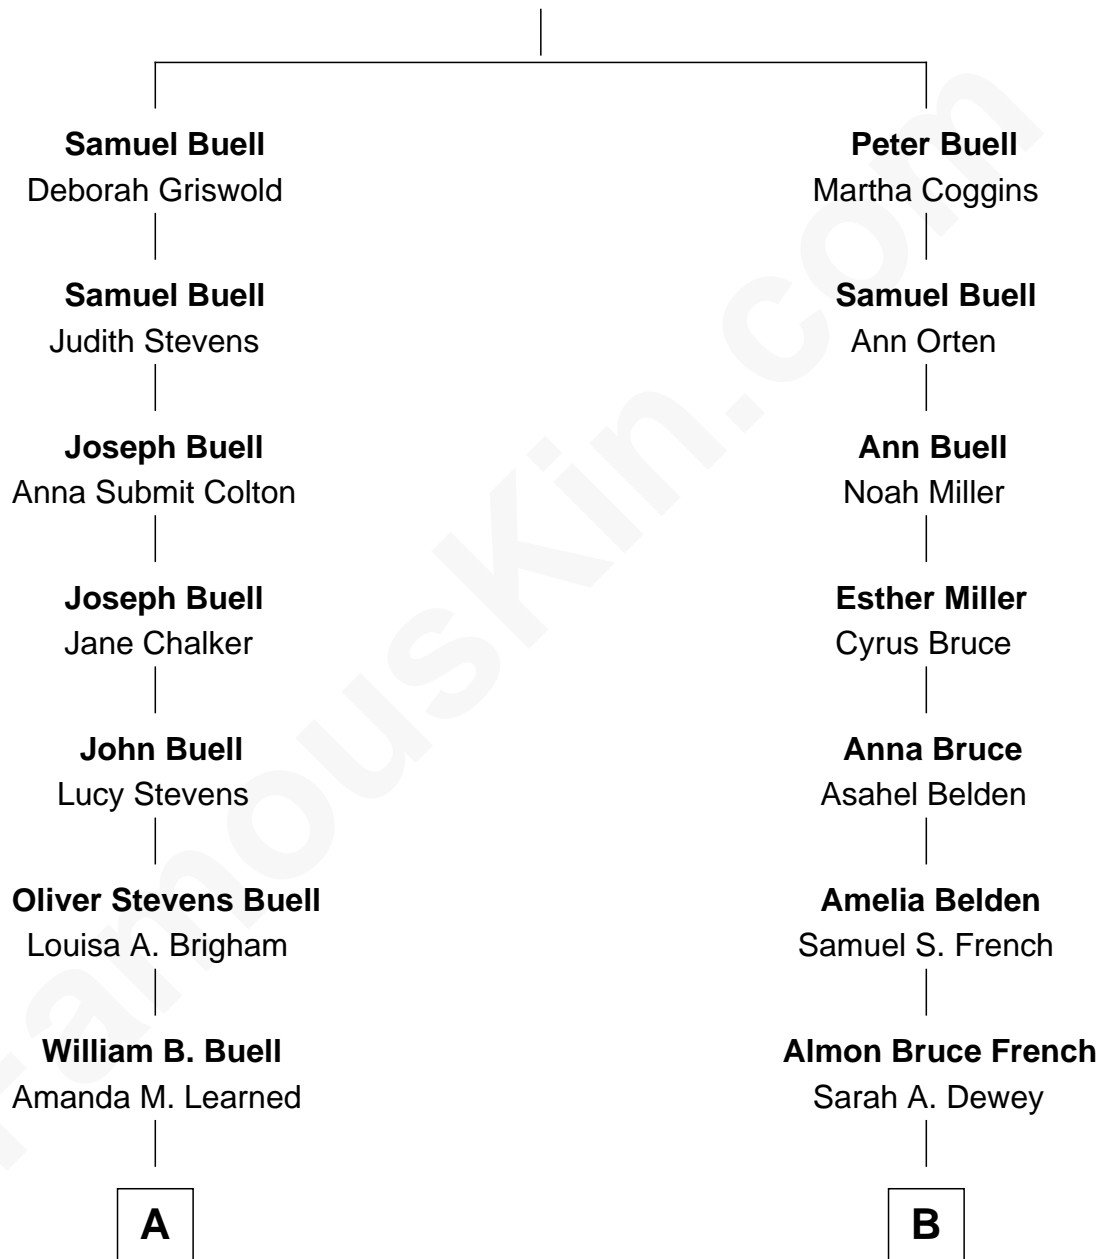 Samuel Buell
Deborah Griswold
Samuel Buell
Judith Stevens
Joseph Buell
Anna Submit Colton
Joseph Buell
Jane Chalker
John Buell
Lucy Stevens
Oliver Stevens Buell
Louisa A. Brigham
William B. Buell
Amanda M. Learned
A
Peter Buell
Martha Coggins
Samuel Buell
Ann Orten
Ann Buell
Noah Miller
Esther Miller
Cyrus Bruce
Anna Bruce
Asahel Belden
Amelia Belden
Samuel S. French
Almon Bruce French
Sarah A. Dewey
B
FamousKin.com